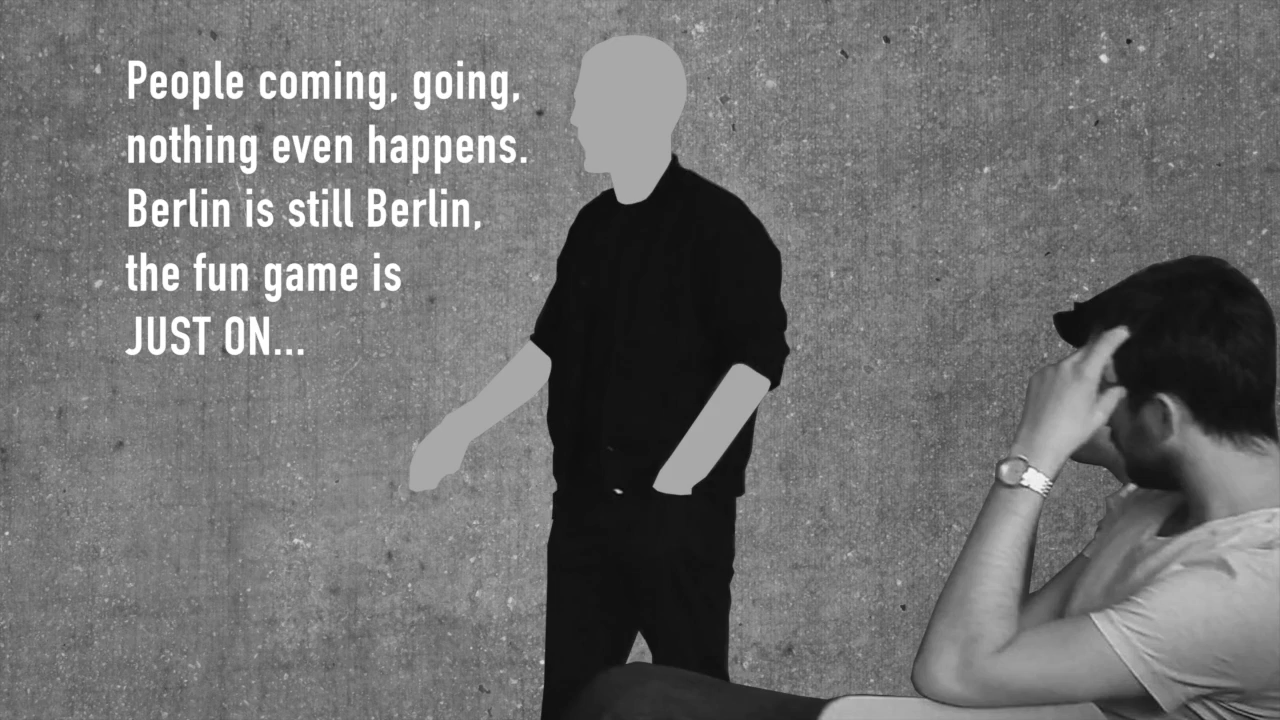 People coming, going,
nothing even happens.
Berlin is still Berlin,
the fun game is
JUST ON...